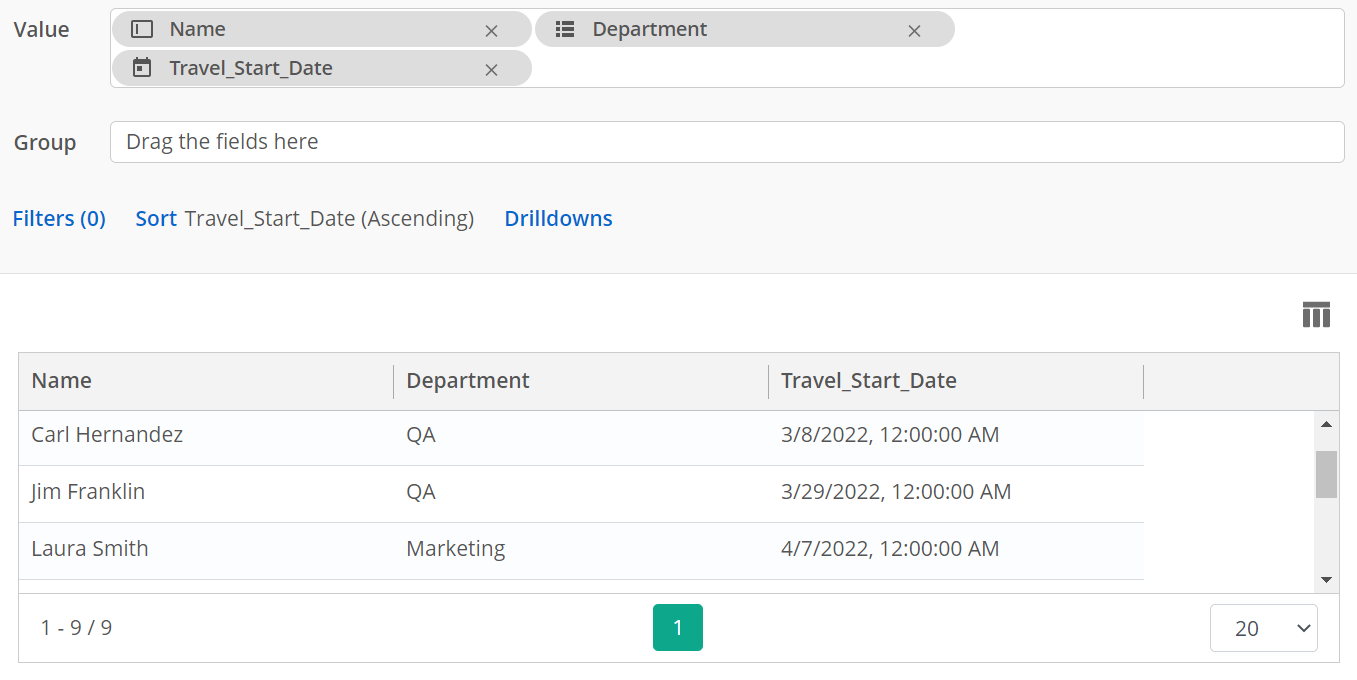 Value Name Department
Travel_Start_Date
Group Drag the fields here
Filters (0) Sort Travel_Start_Date (Ascending) Drilldowns
Name Department Travel_Start_Date
Carl Hernandez QA 3/8/2022, 12:00:00 AM
Jim Franklin QA 3/29/2022, 12:00:00 AM
Laura Smith Marketing 4/7/2022, 12:00:00 AM
1 - 9 / 9 1 20